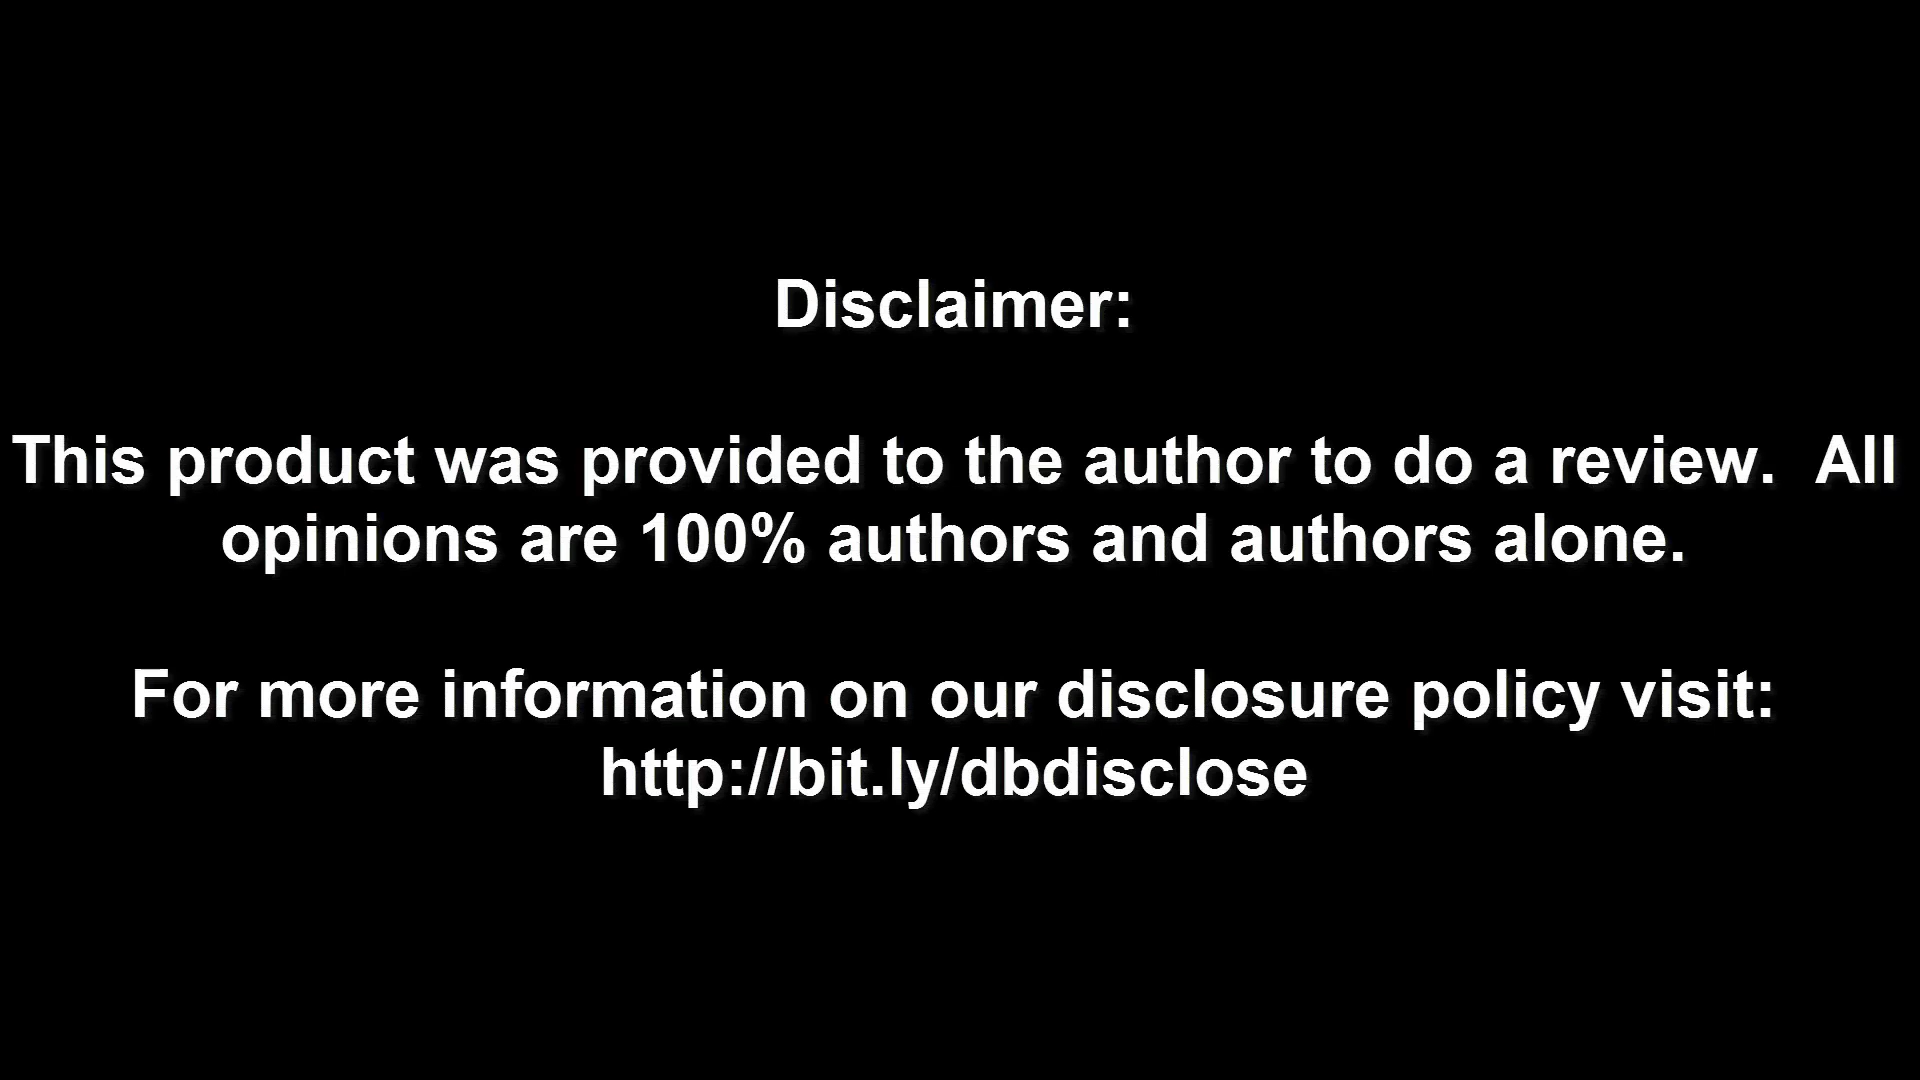 Disclaimer:
This product was provided to the author to do a review.  All
opinions are 100% authors and authors alone.
For more information on our disclosure policy visit:
http://bit.ly/dbdisclose